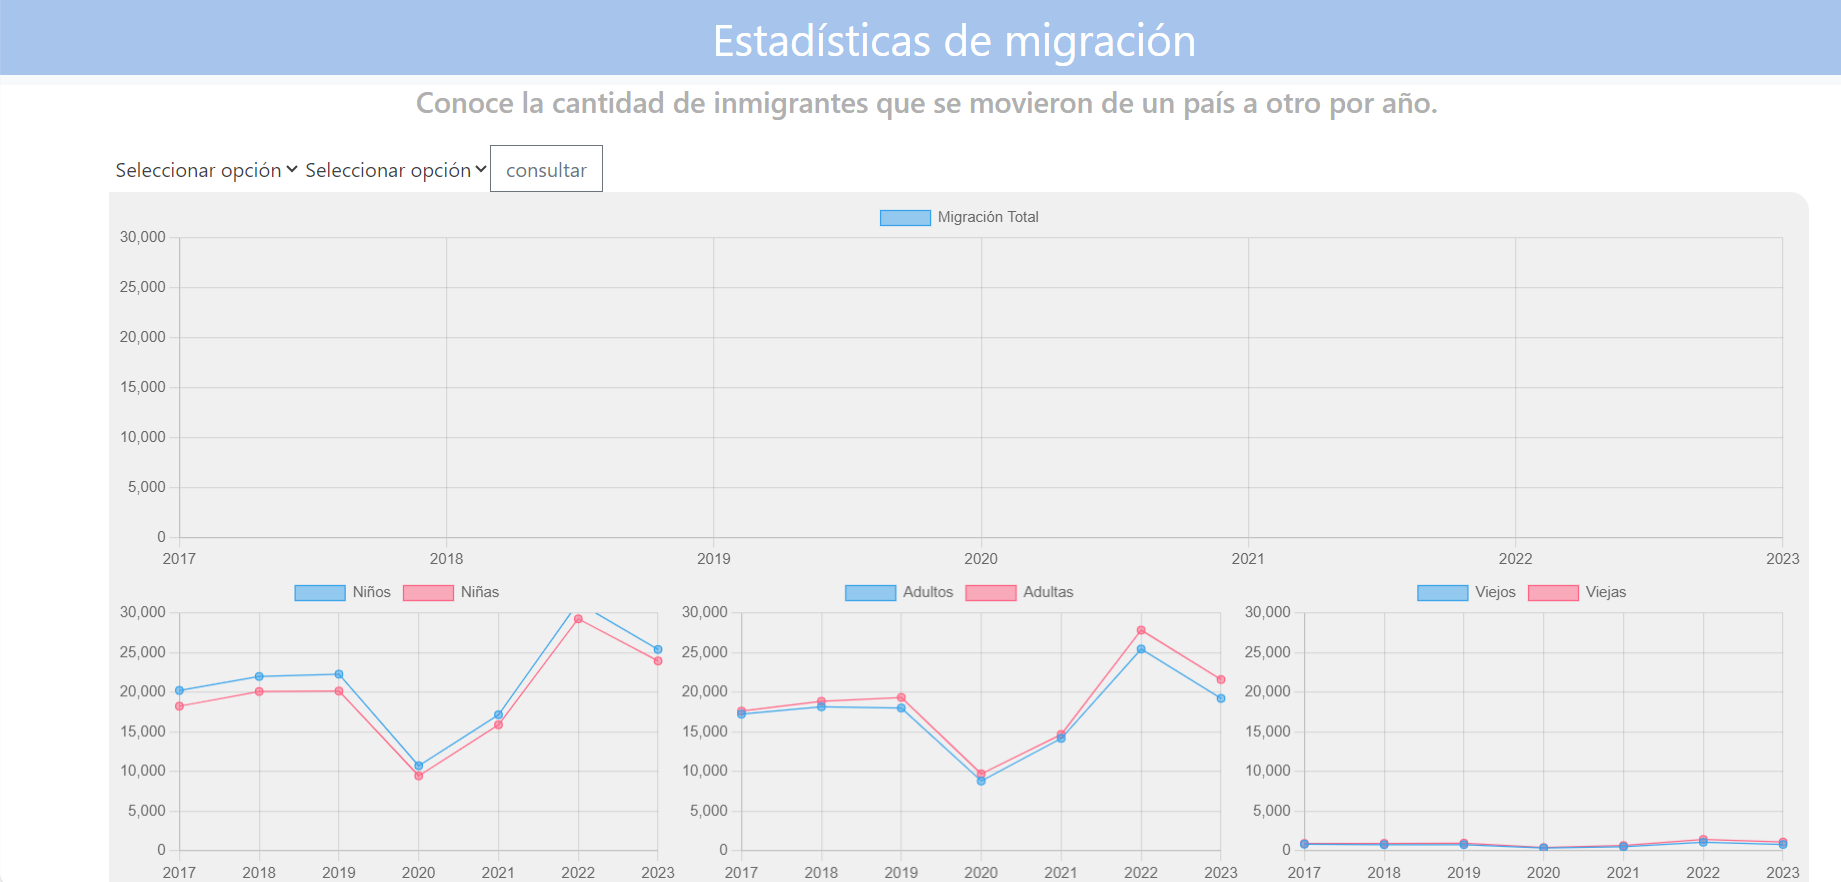 Estadísticas de migración
Conoce la cantidad de inmigrantes que se movieron de un país a otro por año.
Seleccionar opción Seleccionar opción consultar
Migración Total
30,000
25,000
20,000
15,000
10,000
5,000
0
2017 2018 2019 2020 2021 2022 2023
Niños Niñas
30,000
25,000
20,000
15,000
10,000
5,000
0
2017 2018 2019 2020 2021 2022 2023
Adultos Adultas
30,000
25,000
20,000
15,000
10,000
5,000
0
2017 2018 2019 2020 2021 2022 2023
Viejos Viejas
30,000
25,000
20,000
15,000
10,000
5,000
0
2017 2018 2019 2020 2021 2022 2023